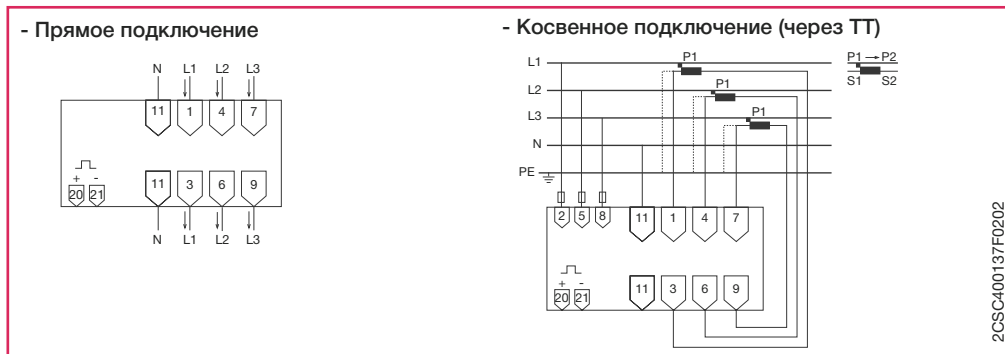 - Прямое подключение
N L1 L2 L3
11 1 4 7
+ -
20 21
11 3 6 9
N L1 L2 L3
- Косвенное подключение (через ТТ)
L1 P1 P1 P2
S1 S2
L2 P1
L3 P1
N
PE
2 5 8 11 1 4 7
+ -
20 21
11 3 6 9
2CSC400137F0202